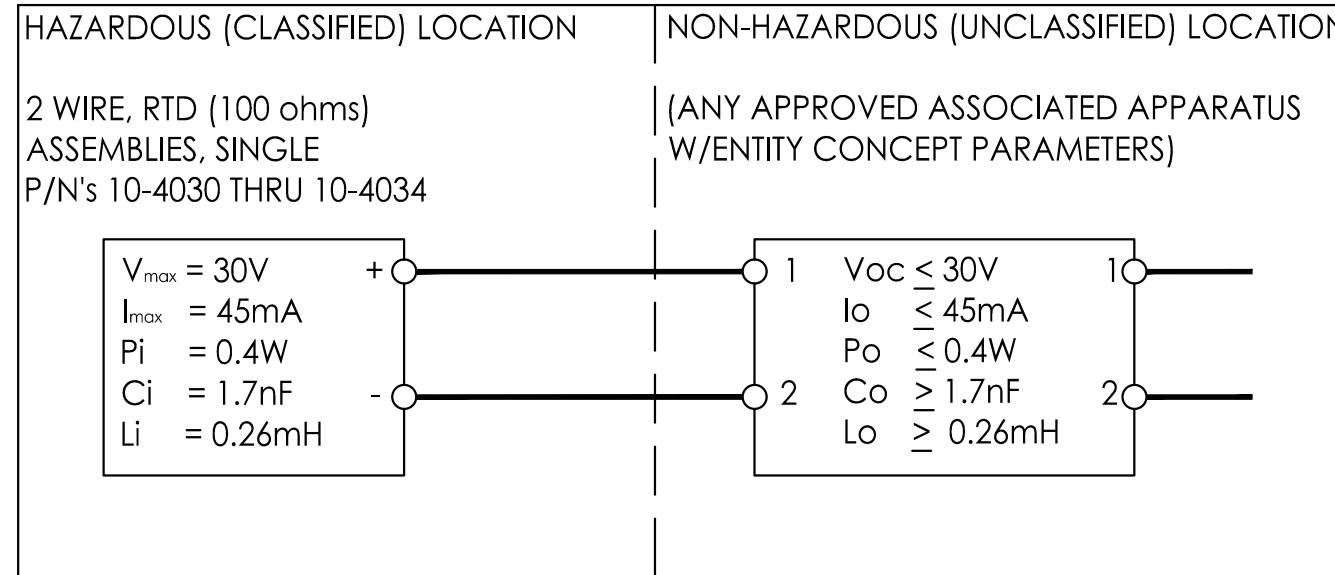 HAZARDOUS (CLASSIFIED) LOCATION
2 WIRE, RTD (100 ohms)
ASSEMBLIES, SINGLE
P/N's 10-4030 THRU 10-4034
Vmax = 30V +
Imax = 45mA
Pi = 0.4W
Ci = 1.7nF -
Li = 0.26mH
NON-HAZARDOUS (UNCLASSIFIED) LOCATION
(ANY APPROVED ASSOCIATED APPARATUS
W/ENTITY CONCEPT PARAMETERS)
1 Voc ≤ 30V 1
Io ≤ 45mA
Po ≤ 0.4W
2 Co ≥ 1.7nF 2
Lo ≥ 0.26mH